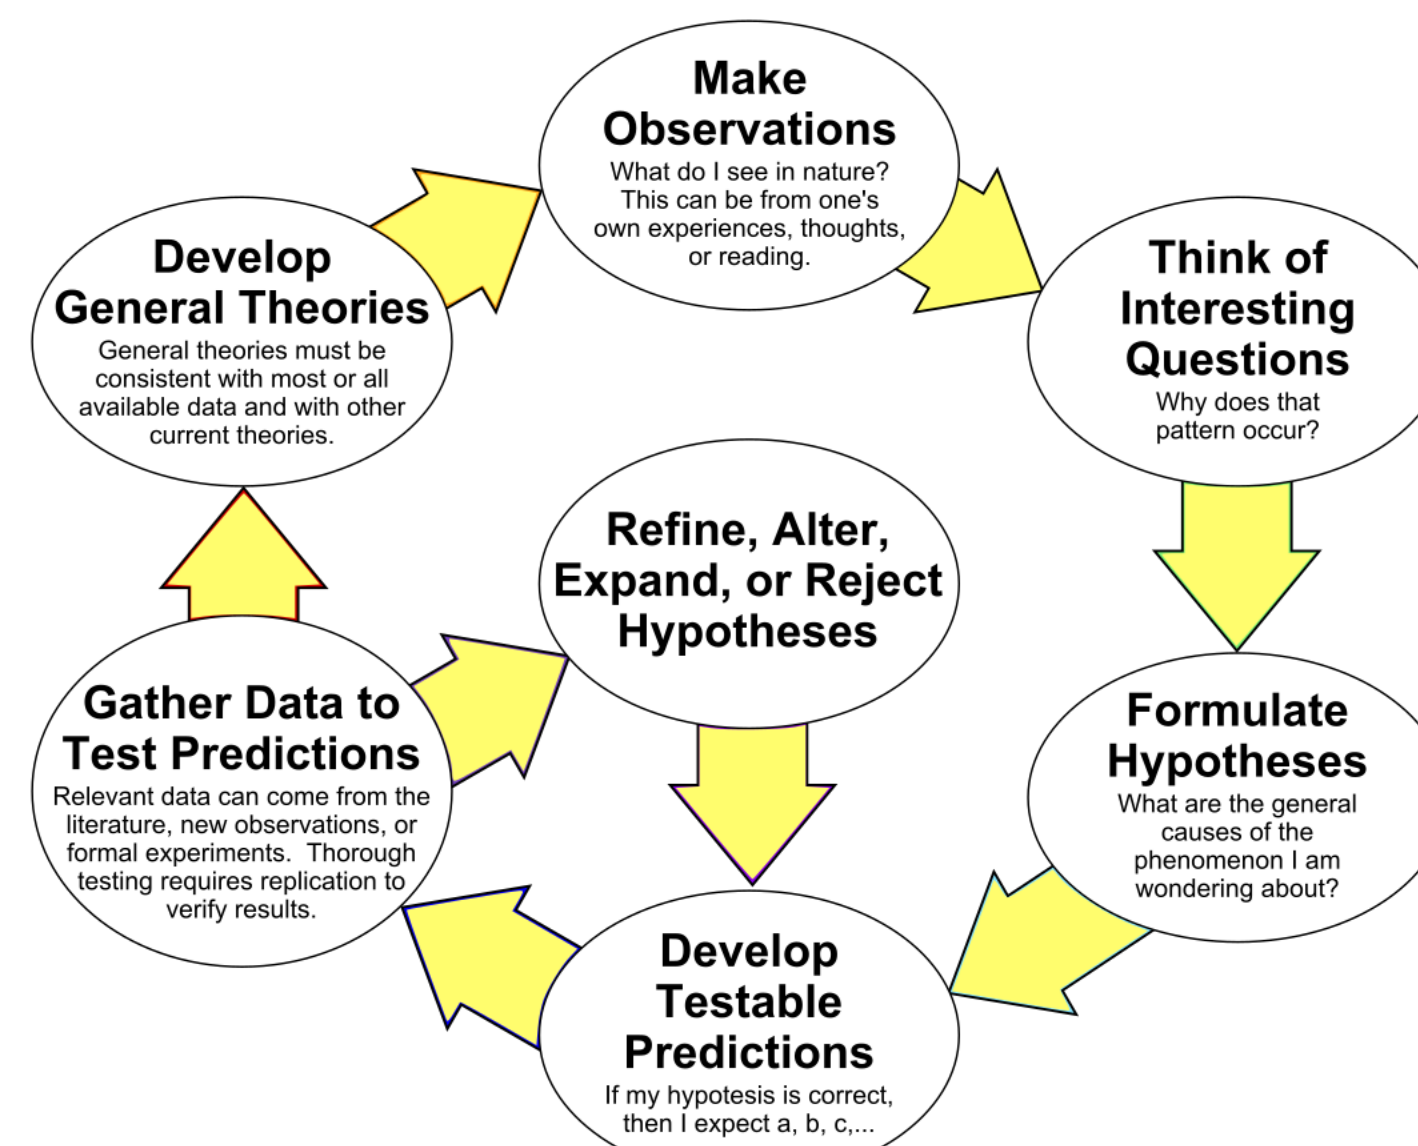 Make
Observations
What do I see in nature?
This can be from one's
own experiences, thoughts,
or reading.
Think of
Interesting
Questions
Why does that
pattern occur?
Formulate
Hypotheses
What are the general
causes of the
phenomenon I am
wondering about?
Develop
Testable
Predictions
If my hypotesis is correct,
then I expect a, b, c,...
Gather Data to
Test Predictions
Relevant data can come from the
literature, new observations, or
formal experiments.  Thorough
testing requires replication to
verify results.
Refine, Alter,
Expand, or Reject
Hypotheses
Develop
General Theories
General theories must be
consistent with most or all
available data and with other
current theories.